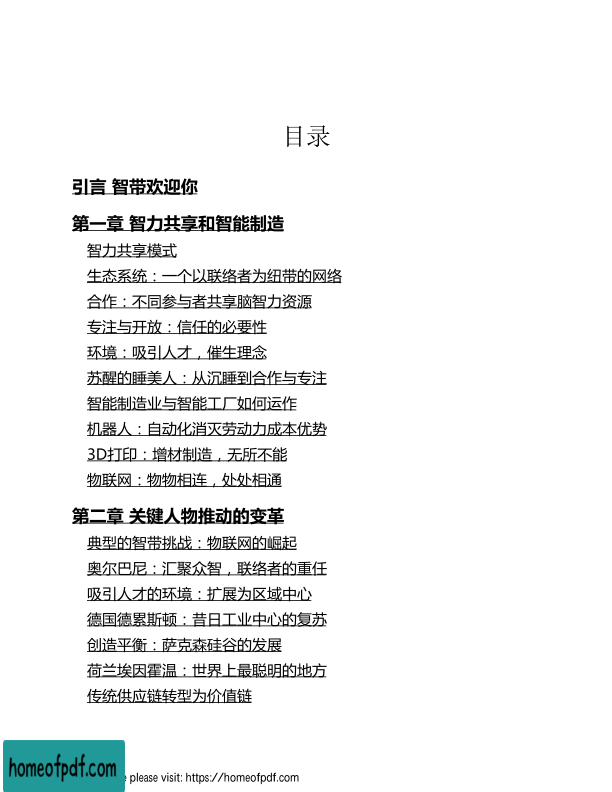 目录
引言 智带欢迎你
第一章 智力共享和智能制造
智力共享模式
生态系统：一个以联络者为纽带的网络
合作：不同参与者共享脑智力资源
专注与开放：信任的必要性
环境：吸引人才，催生理念
苏醒的睡美人：从沉睡到合作与专注
智能制造业与智能工厂如何运作
机器人：自动化消灭劳动力成本优势
3D打印：增材制造，无所不能
物联网：物物相连，处处相通
第二章 关键人物推动的变革
典型的智带挑战：物联网的崛起
奥尔巴尼：汇聚众智，联络者的重任
吸引人才的环境：扩展为区域中心
德国德累斯顿：昔日工业中心的复苏
创造平衡：萨克森硅谷的发展
荷兰埃因霍温：世界上最聪明的地方
传统供应链转型为价值链
homeofpdf.com
please visit: https://homeofpdf.com